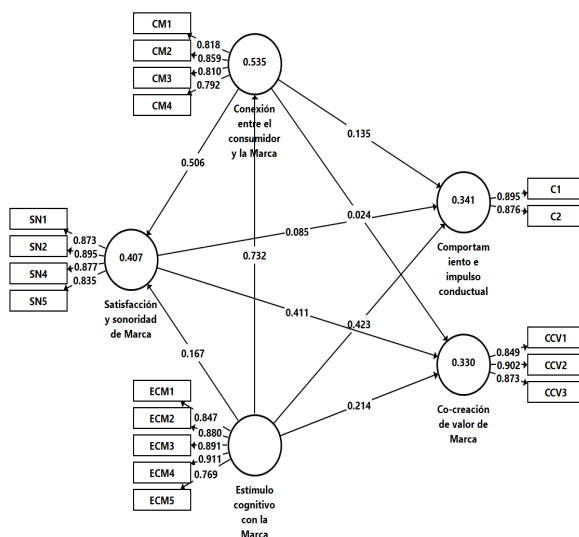 CM1
CM2
CM3
CM4
0.818
0.859
0.810
0.792
0.535
Conexión
entre el
consumidor
y la Marca
0.135
0.506
0.024
SN1
SN2
SN4
SN5
0.873
0.895
0.877
0.835
0.407
Satisfacción
y sonoridad
de Marca
0.085
0.732
0.341
Comportam
iento e
impulso
conductual
0.895
0.876
C1
C2
0.411
0.423
0.167
0.214
0.330
Co-creación
de valor de
Marca
0.849
0.902
0.873
CCV1
CCV2
CCV3
ECM1
ECM2
ECM3
ECM4
ECM5
0.847
0.880
0.891
0.911
0.769
Estímulo
cognitivo
con la
Marca